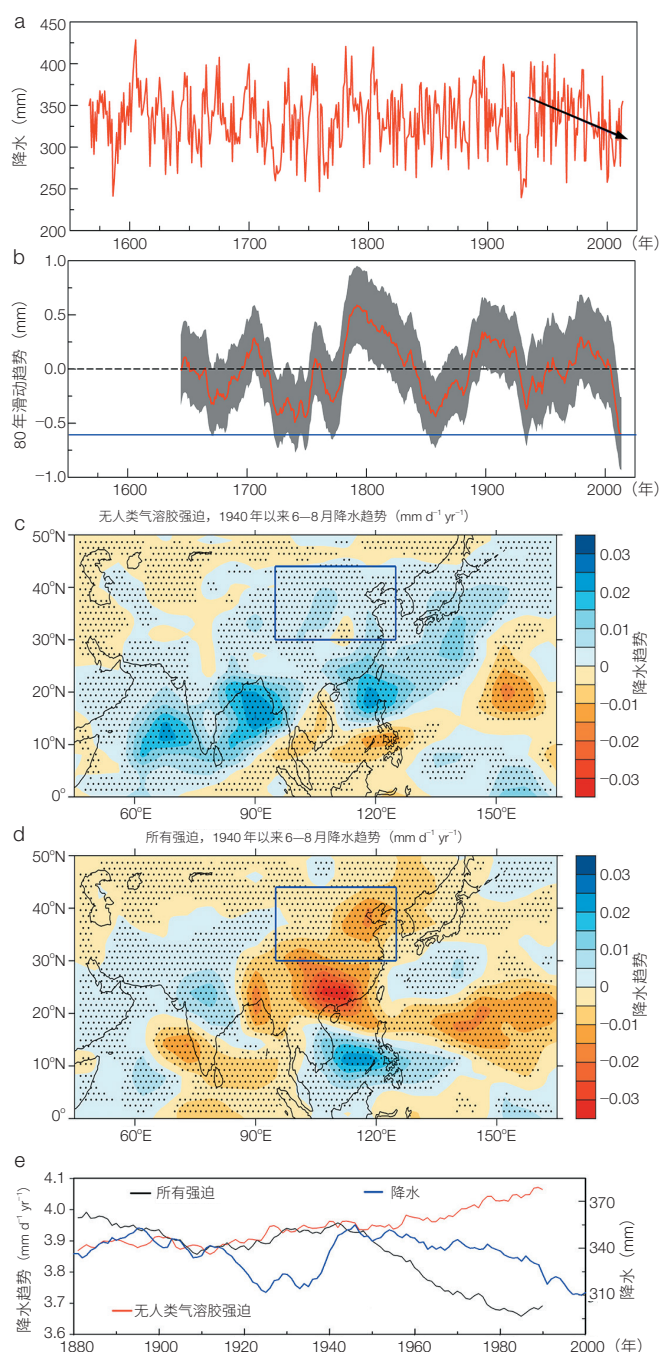 a
450
400
350
300
250
200
降水 (mm)
1600
1700
1800
1900
2000
(年)
b
1.0
0.5
0.0
−0.5
−1.0
80年滑动趋势 (mm)
1600
1700
1800
1900
2000
(年)
c
无人类气溶胶强迫，1940年以来6—8月降水趋势（mm d⁻¹ yr⁻¹）
50°N
40°N
30°N
20°N
10°N
0°
60°E
90°E
120°E
150°E
0.03
0.02
0.01
0
−0.01
−0.02
−0.03
降水趋势
d
所有强迫，1940年以来6—8月降水趋势（mm d⁻¹ yr⁻¹）
50°N
40°N
30°N
20°N
10°N
0°
60°E
90°E
120°E
150°E
0.03
0.02
0.01
0
−0.01
−0.02
−0.03
降水趋势
e
4.1
4.0
3.9
3.8
3.7
3.6
降水趋势 (mm d⁻¹ yr⁻¹)
所有强迫
降水
无人类气溶胶强迫
370
340
310
降水 (mm)
1880
1900
1920
1940
1960
1980
2000
(年)